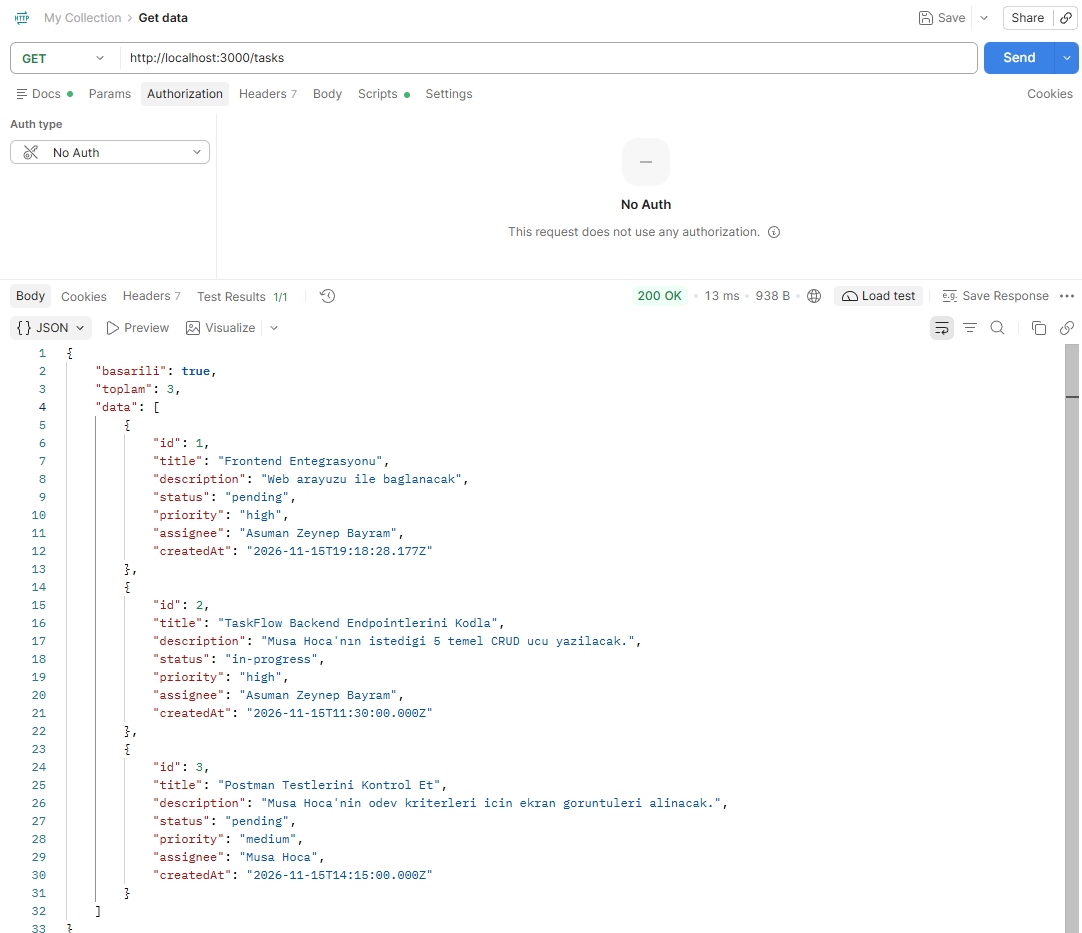 HTTP My Collection > Get data Save Share
GET http://localhost:3000/tasks Send
Docs Params Authorization Headers 7 Body Scripts Settings Cookies
Auth type
No Auth
No Auth
This request does not use any authorization.
Body Cookies Headers 7 Test Results 1/1 200 OK • 13 ms • 938 B • Load test e.g. Save Response
{} JSON Preview Visualize
1 {
2 "basarili": true,
3 "toplam": 3,
4 "data": [
5 {
6 "id": 1,
7 "title": "Frontend Entegrasyonu",
8 "description": "Web arayuzu ile baglanacak",
9 "status": "pending",
10 "priority": "high",
11 "assignee": "Asuman Zeynep Bayram",
12 "createdAt": "2026-11-15T19:18:28.177Z"
13 },
14 {
15 "id": 2,
16 "title": "TaskFlow Backend Endpointlerini Kodla",
17 "description": "Musa Hoca'nın istedigi 5 temel CRUD ucu yazilacak.",
18 "status": "in-progress",
19 "priority": "high",
20 "assignee": "Asuman Zeynep Bayram",
21 "createdAt": "2026-11-15T11:30:00.000Z"
22 },
23 {
24 "id": 3,
25 "title": "Postman Testlerini Kontrol Et",
26 "description": "Musa Hoca'nin odev kriterleri icin ekran goruntuleri alinacak.",
27 "status": "pending",
28 "priority": "medium",
29 "assignee": "Musa Hoca",
30 "createdAt": "2026-11-15T14:15:00.000Z"
31 }
32 ]
33 }